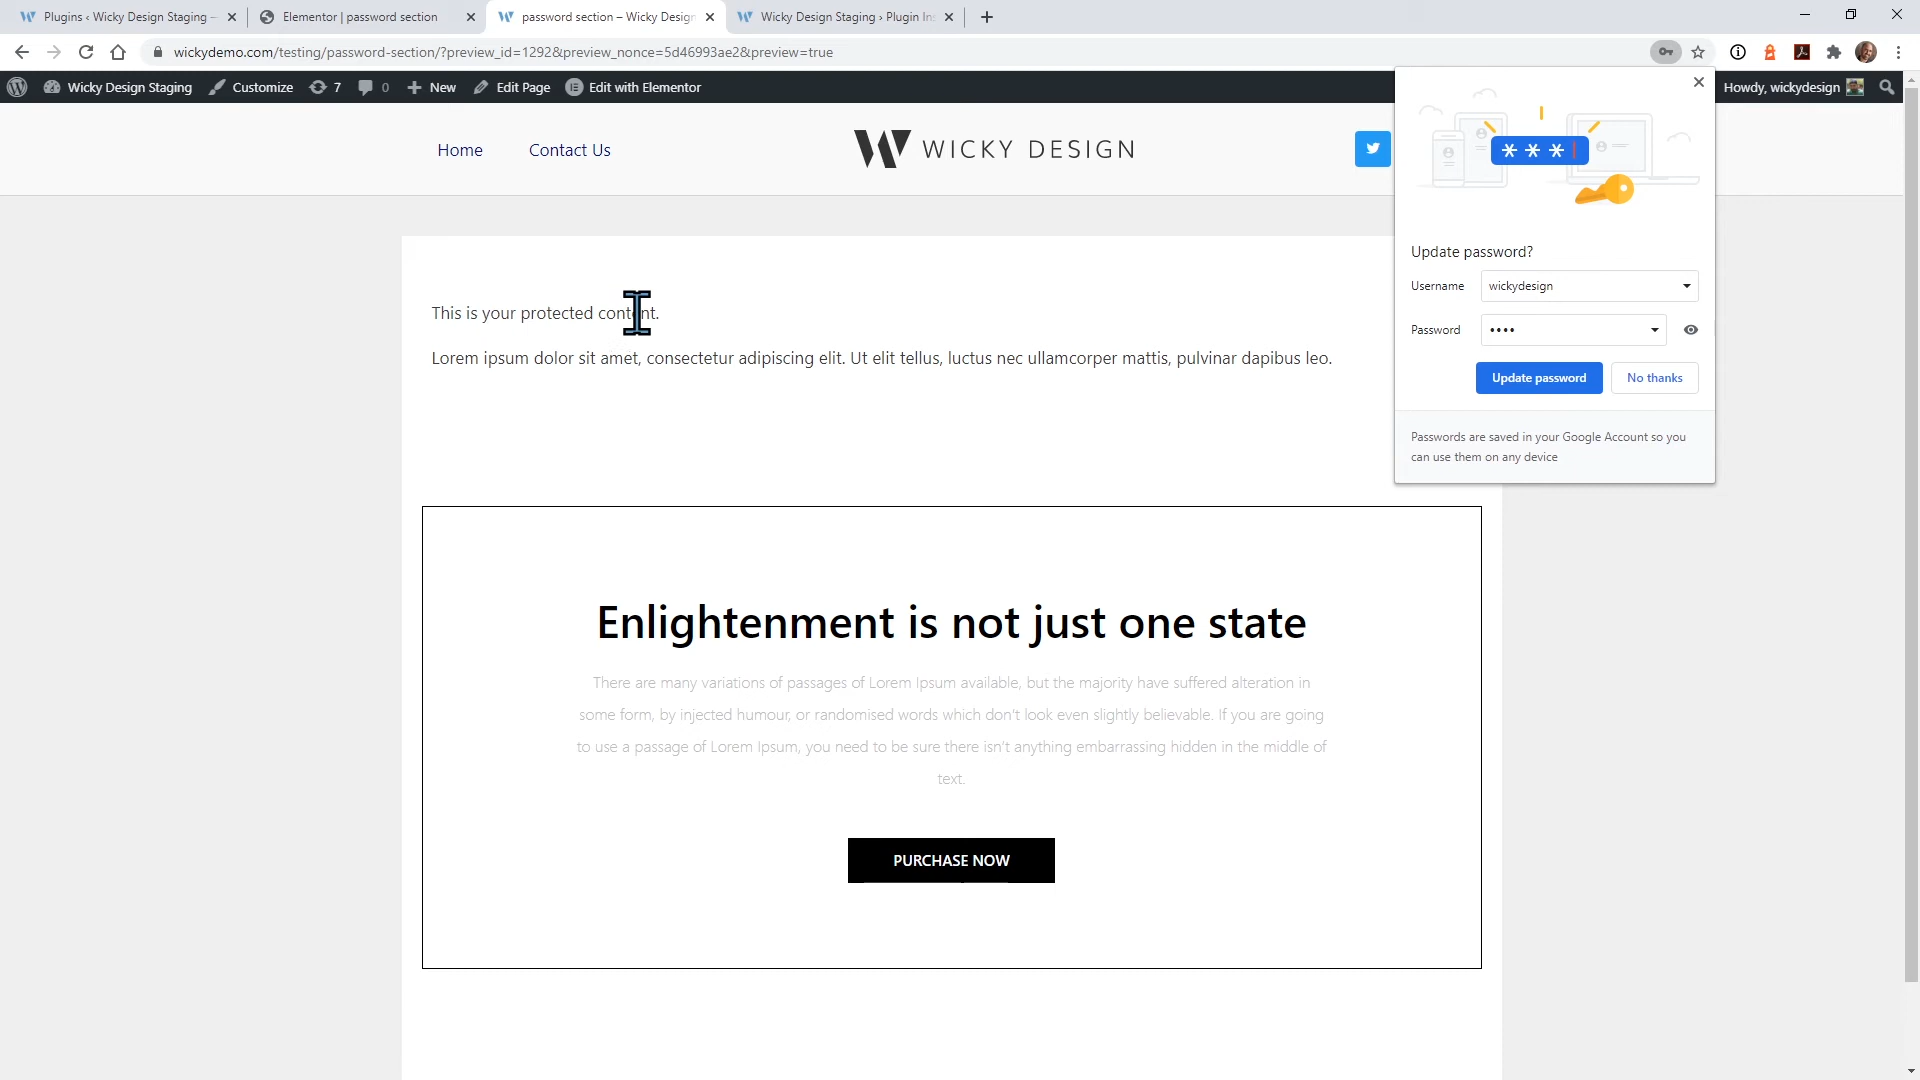 Plugins ‹ Wicky Design Staging —
Elementor | password section
password section – Wicky Design
Wicky Design Staging › Plugin Ins
wickydemo.com/testing/password-section/?preview_id=1292&preview_nonce=5d46993ae2&preview=true
Wicky Design Staging
Customize
7
0
New
Edit Page
Edit with Elementor
Howdy, wickydesign
Home
Contact Us
WICKY DESIGN
* * *
Update password?
Username
wickydesign
Password
••••
Update password
No thanks
Passwords are saved in your Google Account so you
can use them on any device
This is your protected content.
Lorem ipsum dolor sit amet, consectetur adipiscing elit. Ut elit tellus, luctus nec ullamcorper mattis, pulvinar dapibus leo.
Enlightenment is not just one state
There are many variations of passages of Lorem Ipsum available, but the majority have suffered alteration in
some form, by injected humour, or randomised words which don't look even slightly believable. If you are going
to use a passage of Lorem Ipsum, you need to be sure there isn't anything embarrassing hidden in the middle of
text.
PURCHASE NOW